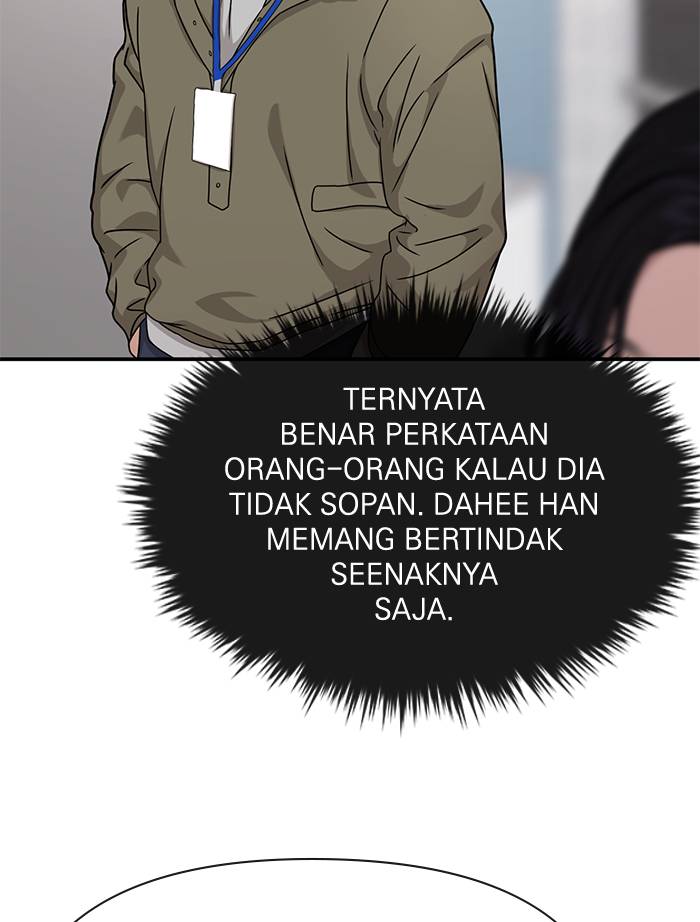 TERNYATA
BENAR PERKATAAN
ORANG-ORANG KALAU DIA
TIDAK SOPAN. DAHEE HAN
MEMANG BERTINDAK
SEENAKNYA
SAJA.